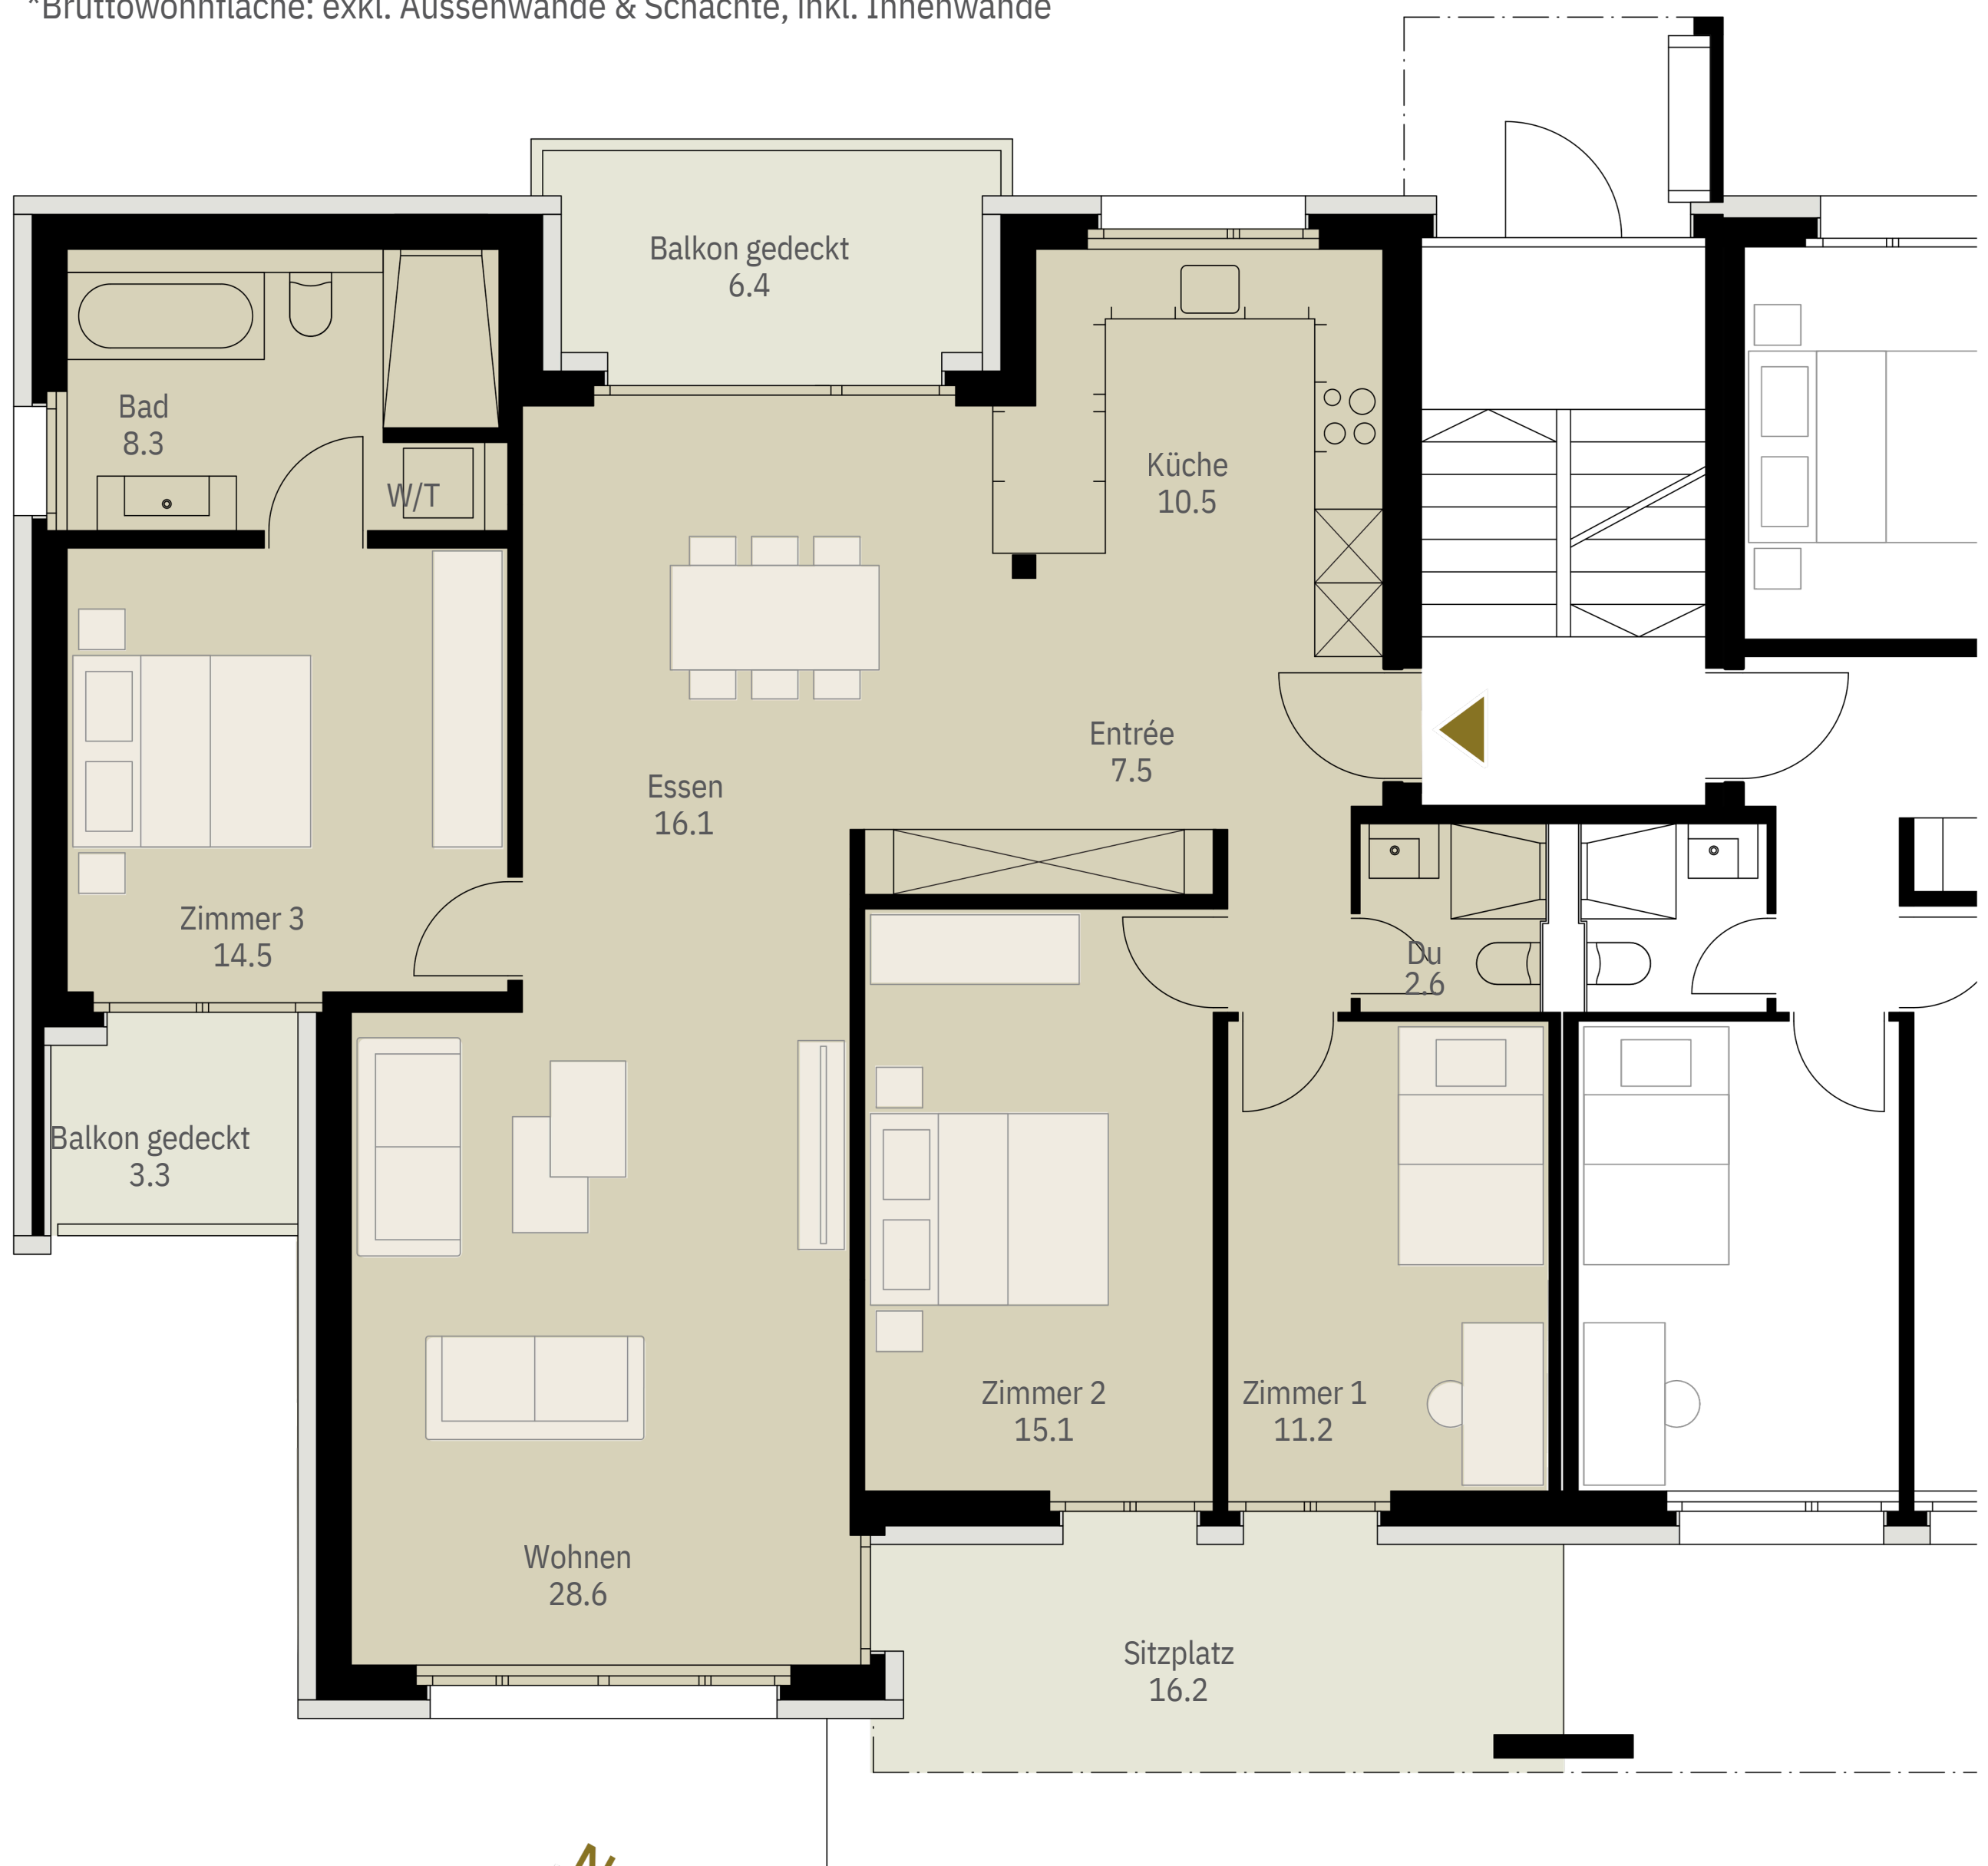 *Bruttowohnfläche: exkl. Aussenwände & Schächte, inkl. Innenwände
Balkon gedeckt
6.4
Bad
8.3
W/T
Küche
10.5
Entrée
7.5
Essen
16.1
Zimmer 3
14.5
Du
2.6
Balkon gedeckt
3.3
Zimmer 2
15.1
Zimmer 1
11.2
Wohnen
28.6
Sitzplatz
16.2
N